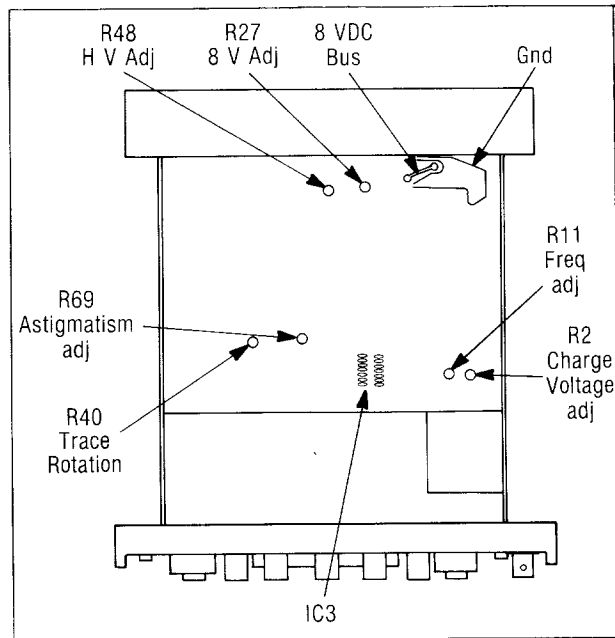 R48
H V Adj
R27
8 V Adj
8 VDC
Bus
Gnd
R11
Freq
adj
R69
Astigmatism
adj
R2
Charge
Voltage
adj
R40
Trace
Rotation
IC3